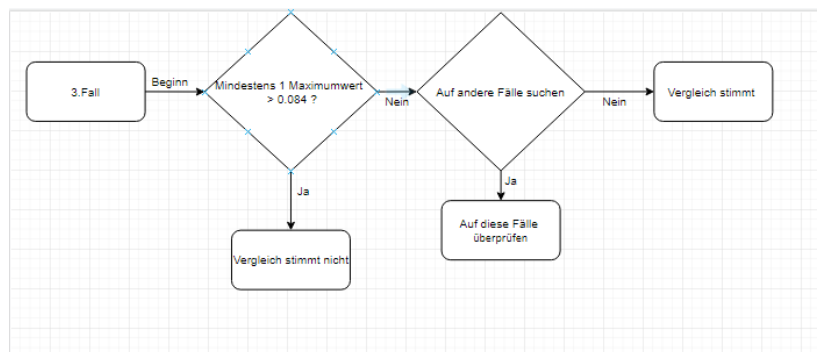 3.Fall
Beginn
Mindestens 1 Maximumwert
> 0.084 ?
Nein
Auf andere Fälle suchen
Nein
Vergleich stimmt
Ja
Vergleich stimmt nicht
Ja
Auf diese Fälle
überprüfen